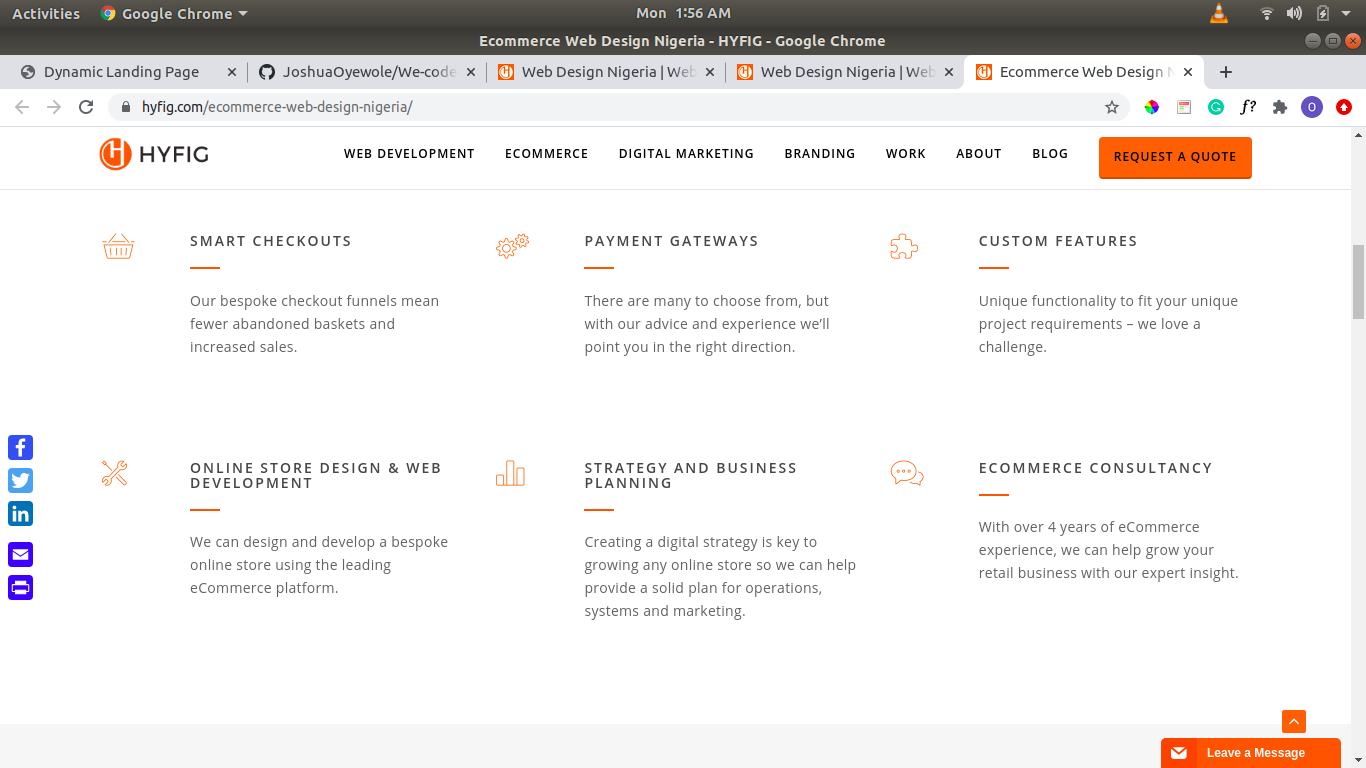 Activities Google Chrome Mon 1:56 AM
Ecommerce Web Design Nigeria - HYFIG - Google Chrome
Dynamic Landing Page JoshuaOyewole/We-code Web Design Nigeria | Web Web Design Nigeria | Web Ecommerce Web Design N
hyfig.com/ecommerce-web-design-nigeria/ f? O
HYFIG WEB DEVELOPMENT ECOMMERCE DIGITAL MARKETING BRANDING WORK ABOUT BLOG REQUEST A QUOTE
SMART CHECKOUTS
Our bespoke checkout funnels mean
fewer abandoned baskets and
increased sales.
PAYMENT GATEWAYS
There are many to choose from, but
with our advice and experience we’ll
point you in the right direction.
CUSTOM FEATURES
Unique functionality to fit your unique
project requirements – we love a
challenge.
ONLINE STORE DESIGN & WEB
DEVELOPMENT
We can design and develop a bespoke
online store using the leading
eCommerce platform.
STRATEGY AND BUSINESS
PLANNING
Creating a digital strategy is key to
growing any online store so we can help
provide a solid plan for operations,
systems and marketing.
ECOMMERCE CONSULTANCY
With over 4 years of eCommerce
experience, we can help grow your
retail business with our expert insight.
Leave a Message